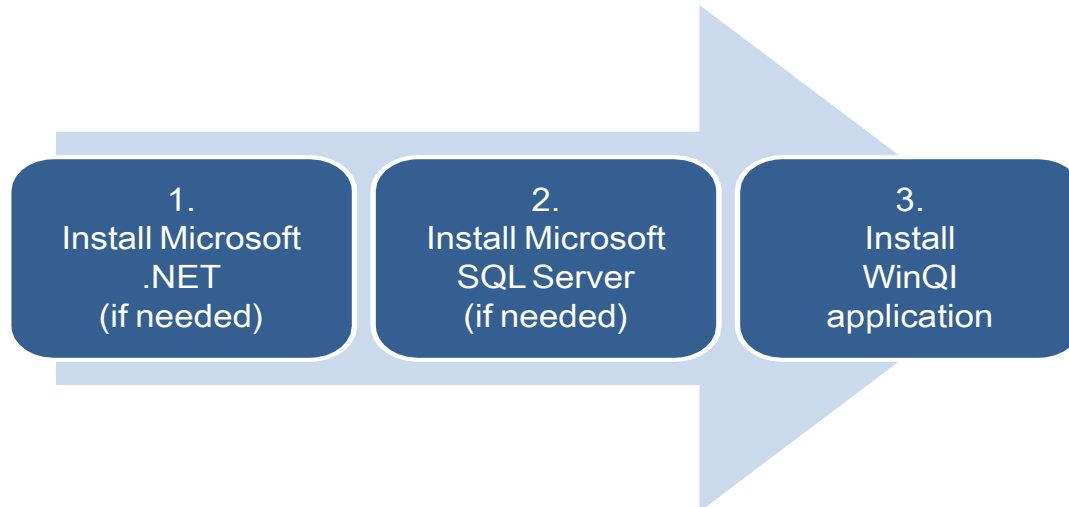 1.
Install Microsoft
.NET
(if needed)
2.
Install Microsoft
SQL Server
(if needed)
3.
Install
WinQI
application